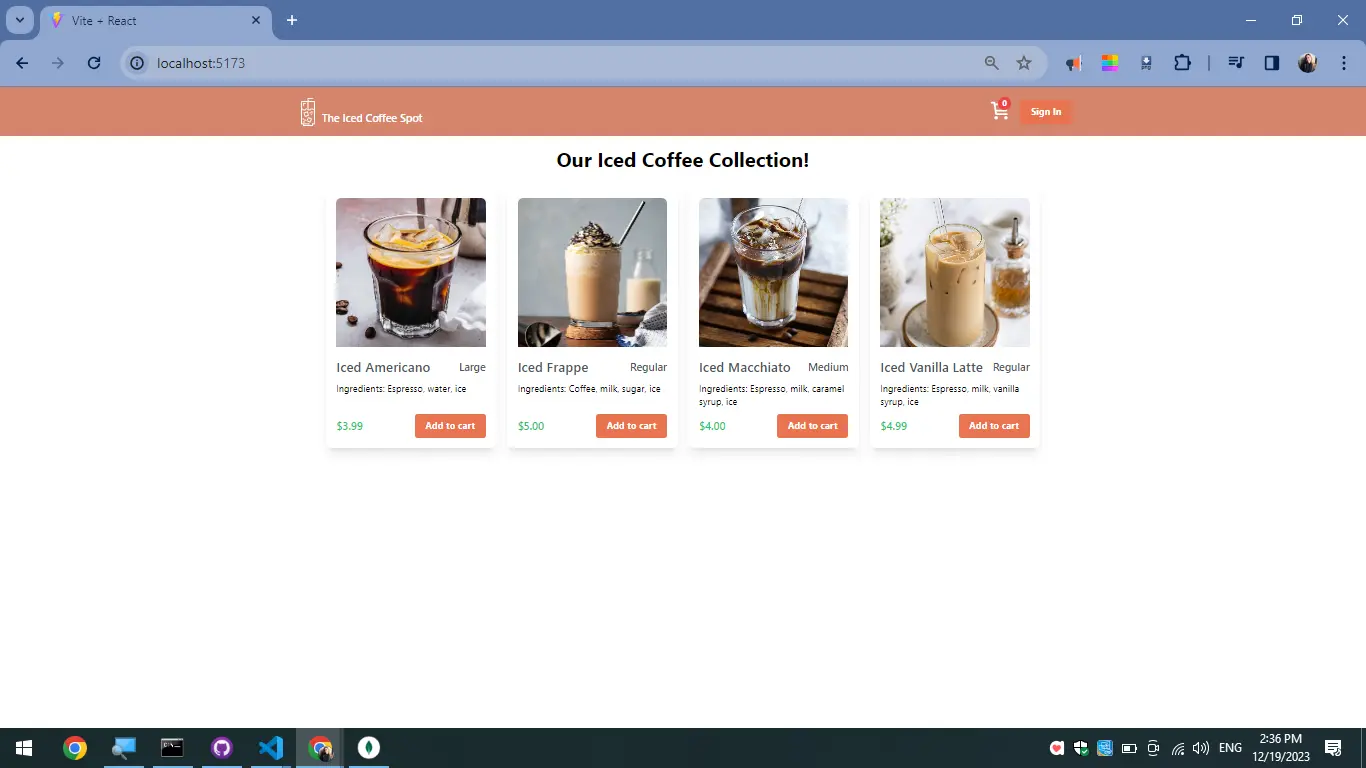 Vite + React
localhost:5173
The Iced Coffee Spot
0
Sign In
Our Iced Coffee Collection!
Iced Americano Large
Ingredients: Espresso, water, ice
$3.99 Add to cart
Iced Frappe Regular
Ingredients: Coffee, milk, sugar, ice
$5.00 Add to cart
Iced Macchiato Medium
Ingredients: Espresso, milk, caramel
syrup, ice
$4.00 Add to cart
Iced Vanilla Latte Regular
Ingredients: Espresso, milk, vanilla
syrup, ice
$4.99 Add to cart
ENG
2:36 PM
12/19/2023